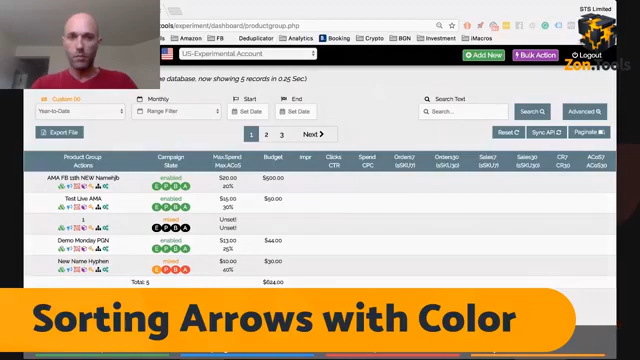 STS Limited
tools/experiment/dashboard/productgroup.php
Amazon FB Deduplicator Analytics Booking Crypto BGN Investment iMacros
US-Experimental Account
Add New
Bulk Action
Logout
Zon.Tools
the database, now showing 5 records in 0.25 Sec.)
Custom (X) Monthly Start End Search Text
Year-to-Date Range Filter Set Date Set Date Search... Search Advanced
Export File 1 2 3 Next Reset Sync API Paginate
Product Group Campaign Max.Spend Budget Impr Clicks Spend Orders7 Orders30 Sales7 Sales30 CR7 ACoS7
Actions State Max.ACoS CTR CPC (sSKU7) (sSKU30) (sSKU7) (sSKU30) CR30 ACoS30
AMA FB 11th NEW Namehjb enabled $20.00 $500.00
E P B A 20%
Test Live AMA enabled $15.00 $50.00
E P B A 30%
1 mixed Unset!
E P B A Unset!
Demo Monday PGN enabled $13.00 $44.00
E P B A 25%
New Name Hyphen mixed $10.00 $30.00
E P B A 40%
Total: 5 $624.00
Sorting Arrows with Color